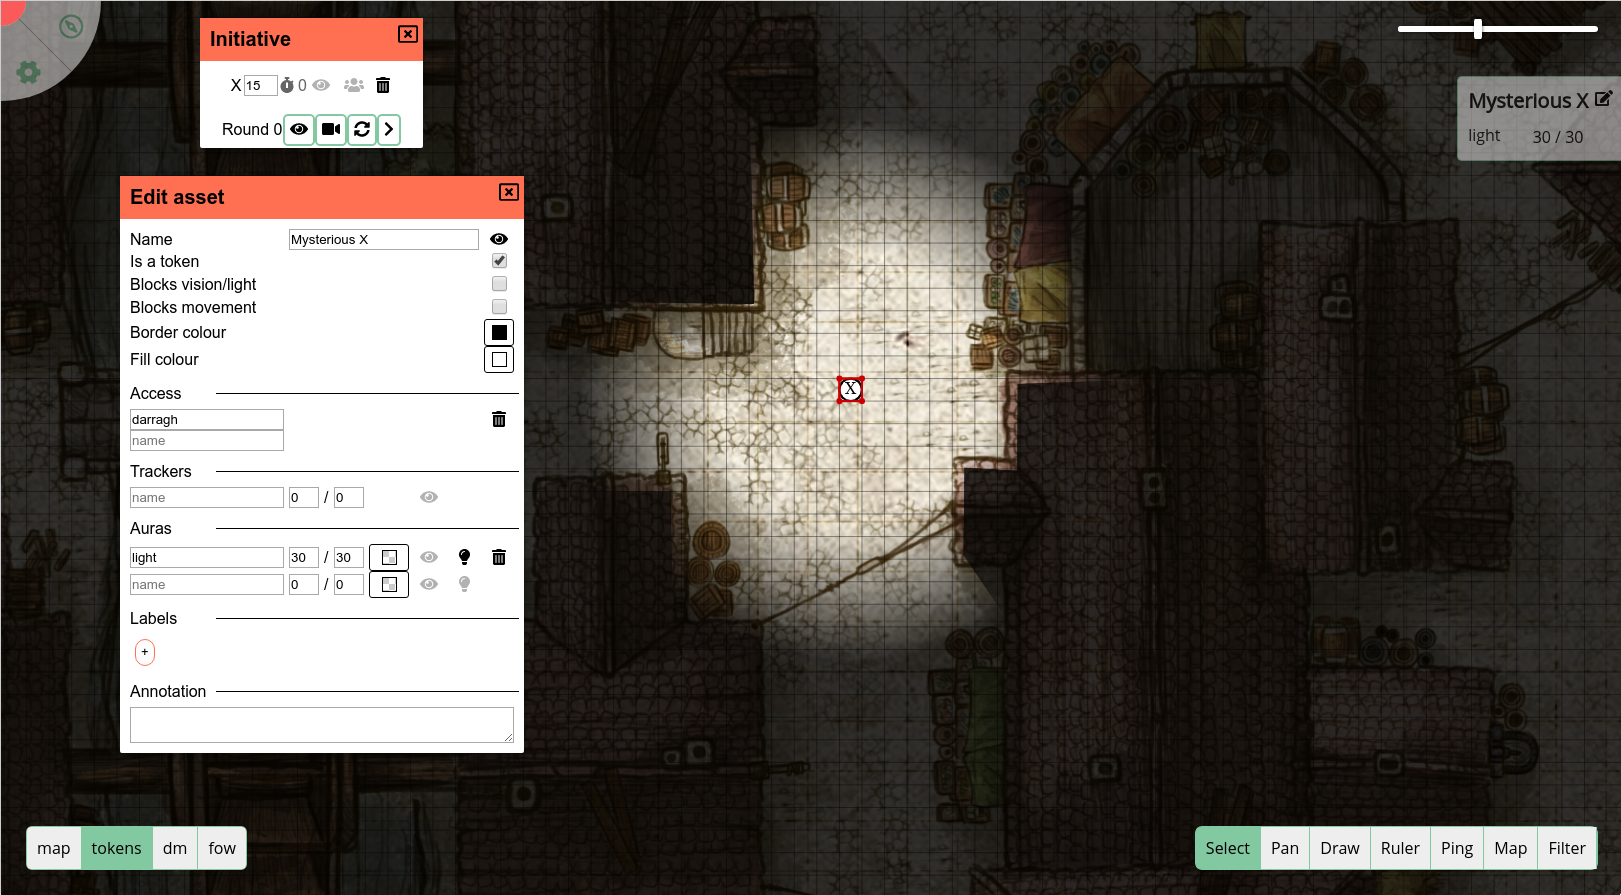 Initiative
X 15 0
Round 0
Mysterious X
light 30 / 30
Edit asset
Name Mysterious X
Is a token
Blocks vision/light
Blocks movement
Border colour
Fill colour
Access
darragh
name
Trackers
name 0 / 0
Auras
light 30 / 30
name 0 / 0
Labels
+
Annotation
X
map tokens dm fow
Select Pan Draw Ruler Ping Map Filter